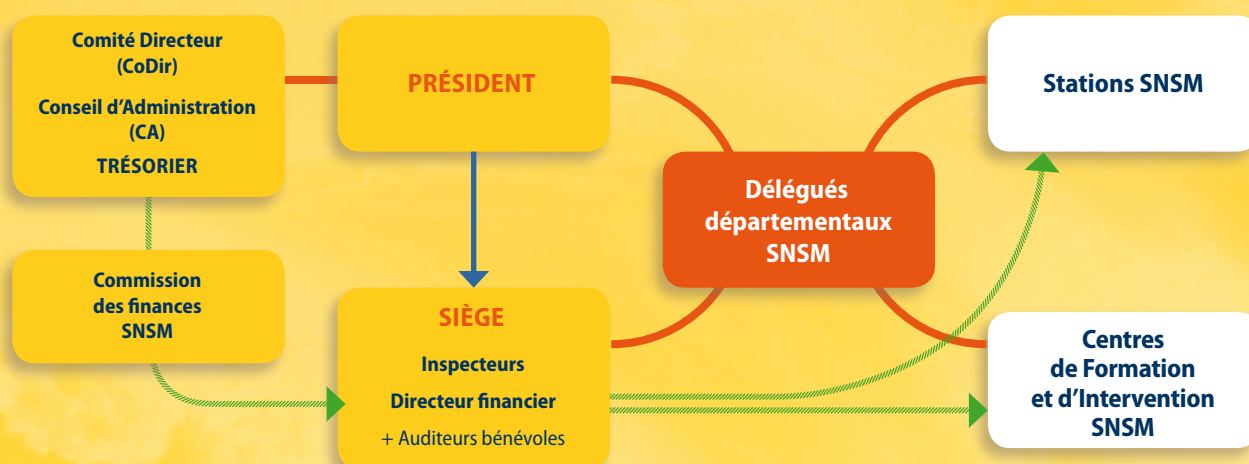 Comité Directeur
(CoDir)
Conseil d'Administration
(CA)
TRÉSORIER
PRÉSIDENT
Stations SNSM
Délégués
départementaux
SNSM
Commission
des finances
SNSM
SIÈGE
Inspecteurs
Directeur financier
+ Auditeurs bénévoles
Centres
de Formation
et d'Intervention
SNSM